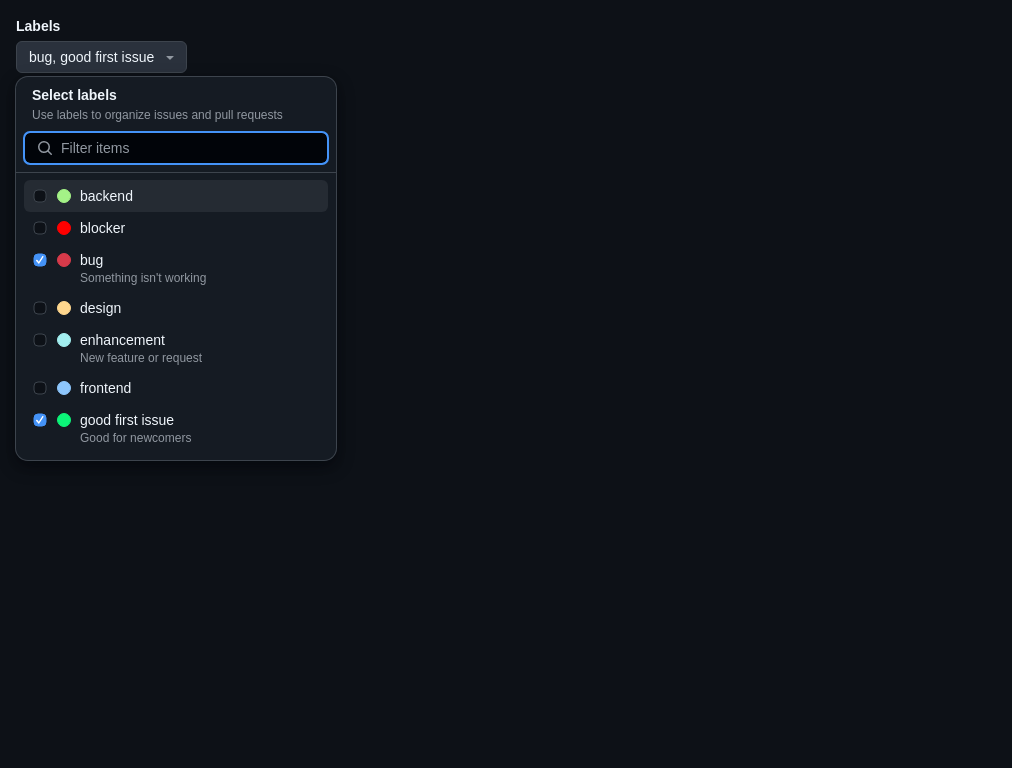 Labels
bug, good first issue
Select labels
Use labels to organize issues and pull requests
Filter items
backend
blocker
bug
Something isn't working
design
enhancement
New feature or request
frontend
good first issue
Good for newcomers